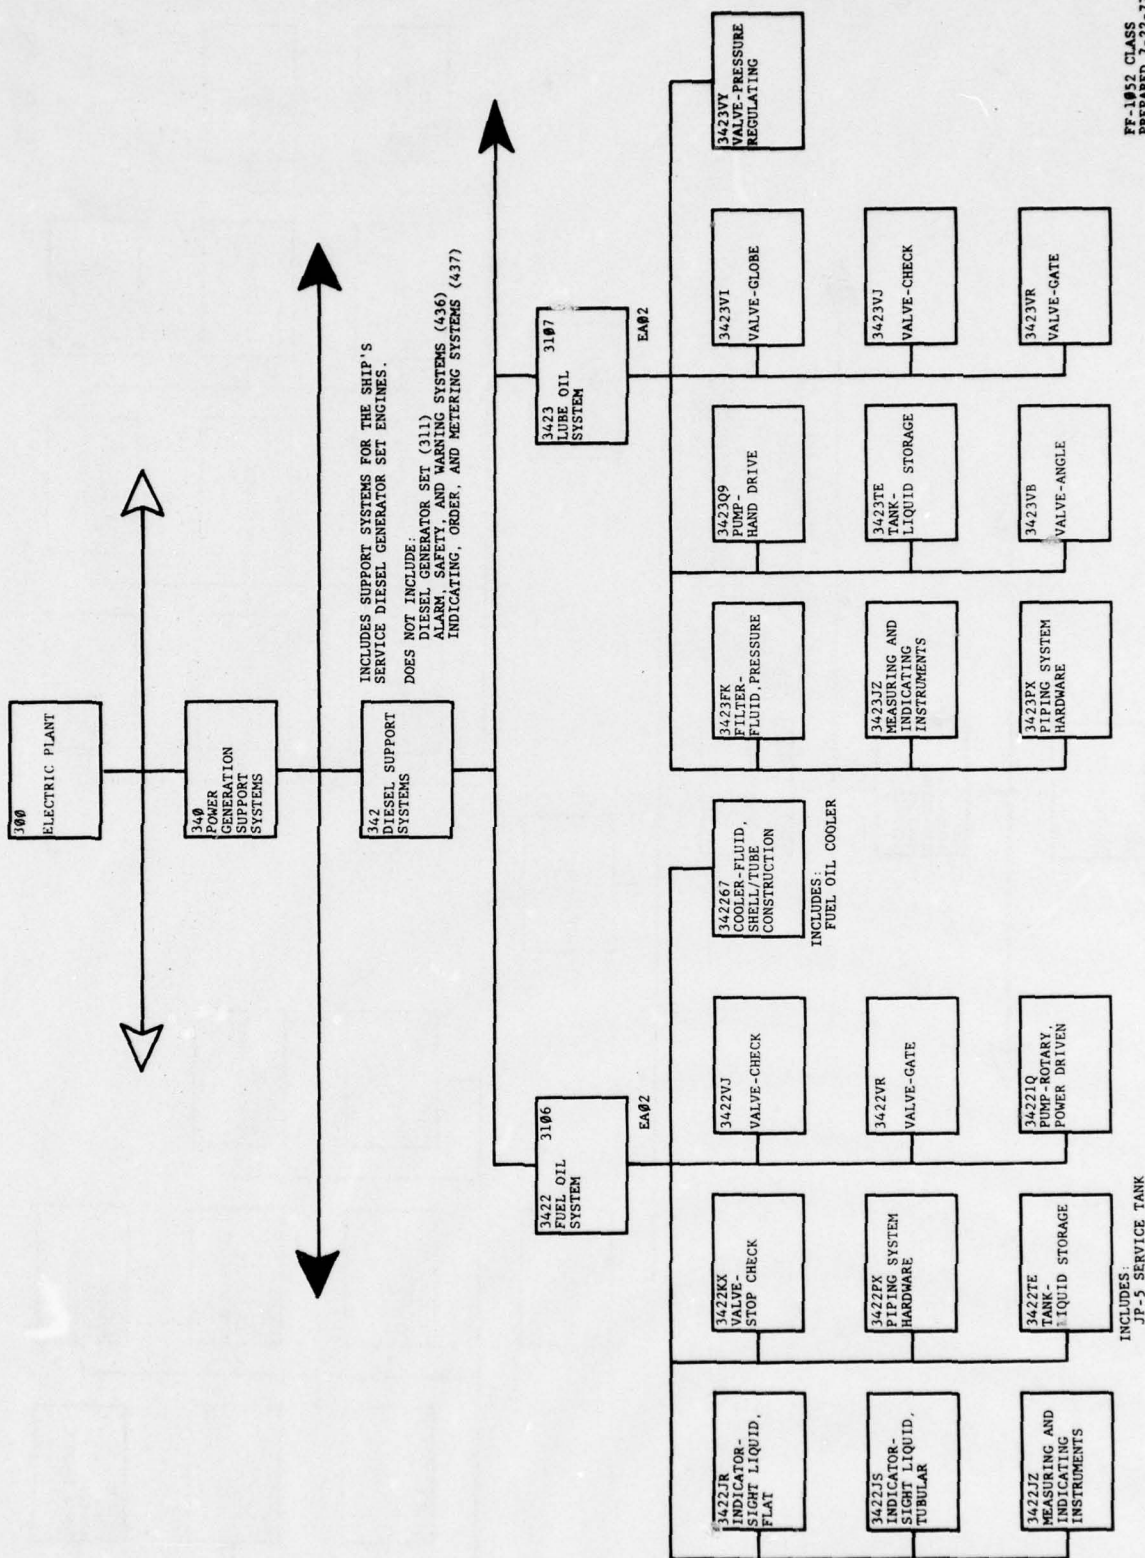 300
ELECTRIC PLANT
340
POWER
GENERATION
SUPPORT
SYSTEMS
342
DIESEL SUPPORT
SYSTEMS
INCLUDES SUPPORT SYSTEMS FOR THE SHIP'S
SERVICE DIESEL GENERATOR SET ENGINES.
DOES NOT INCLUDE:
DIESEL GENERATOR SET (311)
ALARM, SAFETY, AND WARNING SYSTEMS (436)
INDICATING, ORDER, AND METERING SYSTEMS (437)
3422 3106
FUEL OIL
SYSTEM
EA02
3423 3107
LUBE OIL
SYSTEM
EA02
3422JR
INDICATOR-
SIGHT LIQUID,
FLAT
3422KX
VALVE-
STOP CHECK
3422VJ
VALVE-CHECK
342267
COOLER-FLUID,
SHELL/TUBE
CONSTRUCTION
INCLUDES:
FUEL OIL COOLER
3423FK
FILTER-
FLUID,PRESSURE
3423Q9
PUMP-
HAND DRIVE
3423VI
VALVE-GLOBE
3423VY
VALVE-PRESSURE
REGULATING
3422JS
INDICATOR-
SIGHT LIQUID,
TUBULAR
3422PX
PIPING SYSTEM
HARDWARE
3422VR
VALVE-GATE
3423JZ
MEASURING AND
INDICATING
INSTRUMENTS
3423TE
TANK-
LIQUID STORAGE
3423VJ
VALVE-CHECK
3422JZ
MEASURING AND
INDICATING
INSTRUMENTS
3422TE
TANK-
LIQUID STORAGE
INCLUDES:
JP-5 SERVICE TANK
34221Q
PUMP-ROTARY,
POWER DRIVEN
3423PX
PIPING SYSTEM
HARDWARE
3423VB
VALVE-ANGLE
3423VR
VALVE-GATE
FF-1052 CLASS
PREPARED